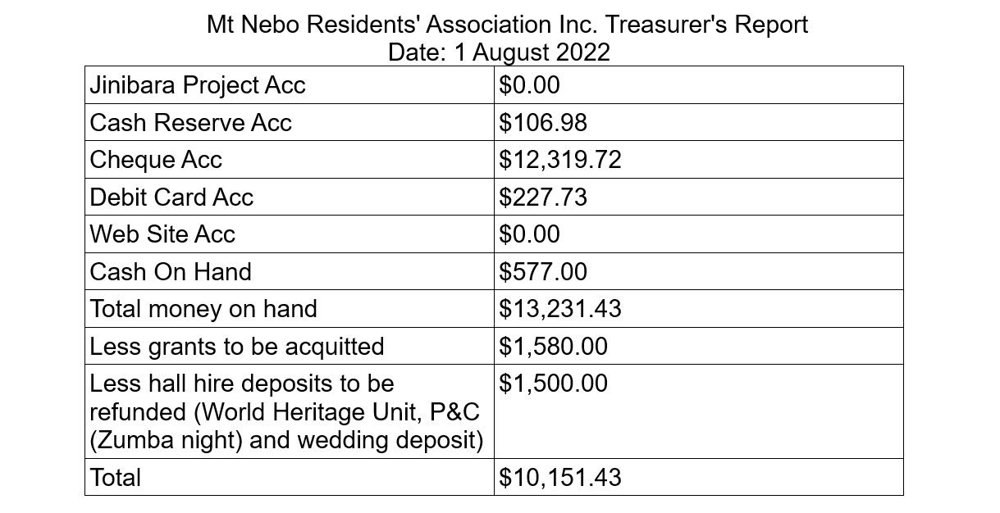 Mt Nebo Residents' Association Inc. Treasurer's Report
Date: 1 August 2022
Jinibara Project Acc $0.00
Cash Reserve Acc $106.98
Cheque Acc $12,319.72
Debit Card Acc $227.73
Web Site Acc $0.00
Cash On Hand $577.00
Total money on hand $13,231.43
Less grants to be acquitted $1,580.00
Less hall hire deposits to be $1,500.00
refunded (World Heritage Unit, P&C
(Zumba night) and wedding deposit)
Total $10,151.43